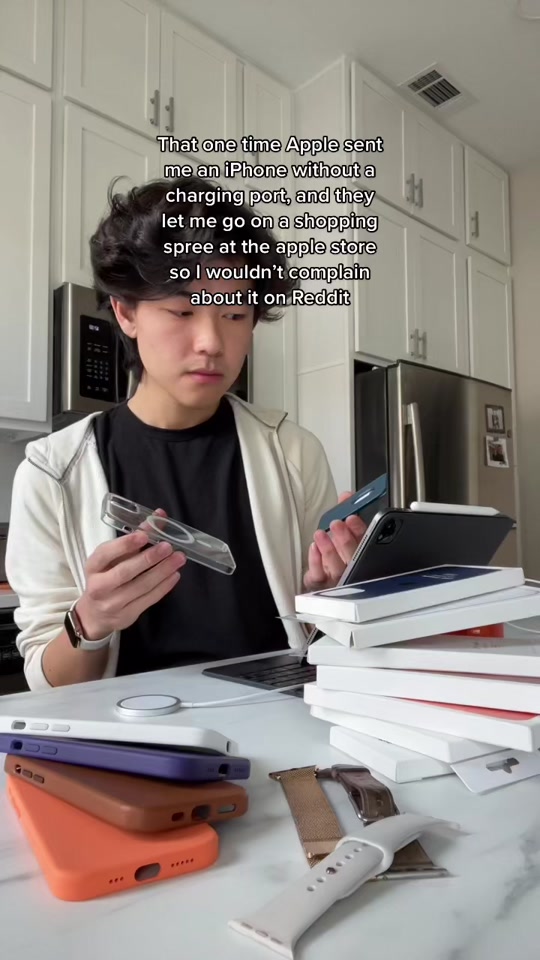 That one time Apple sent
me an iPhone without a
charging port, and they
let me go on a shopping
spree at the apple store
so I wouldn't complain
about it on Reddit